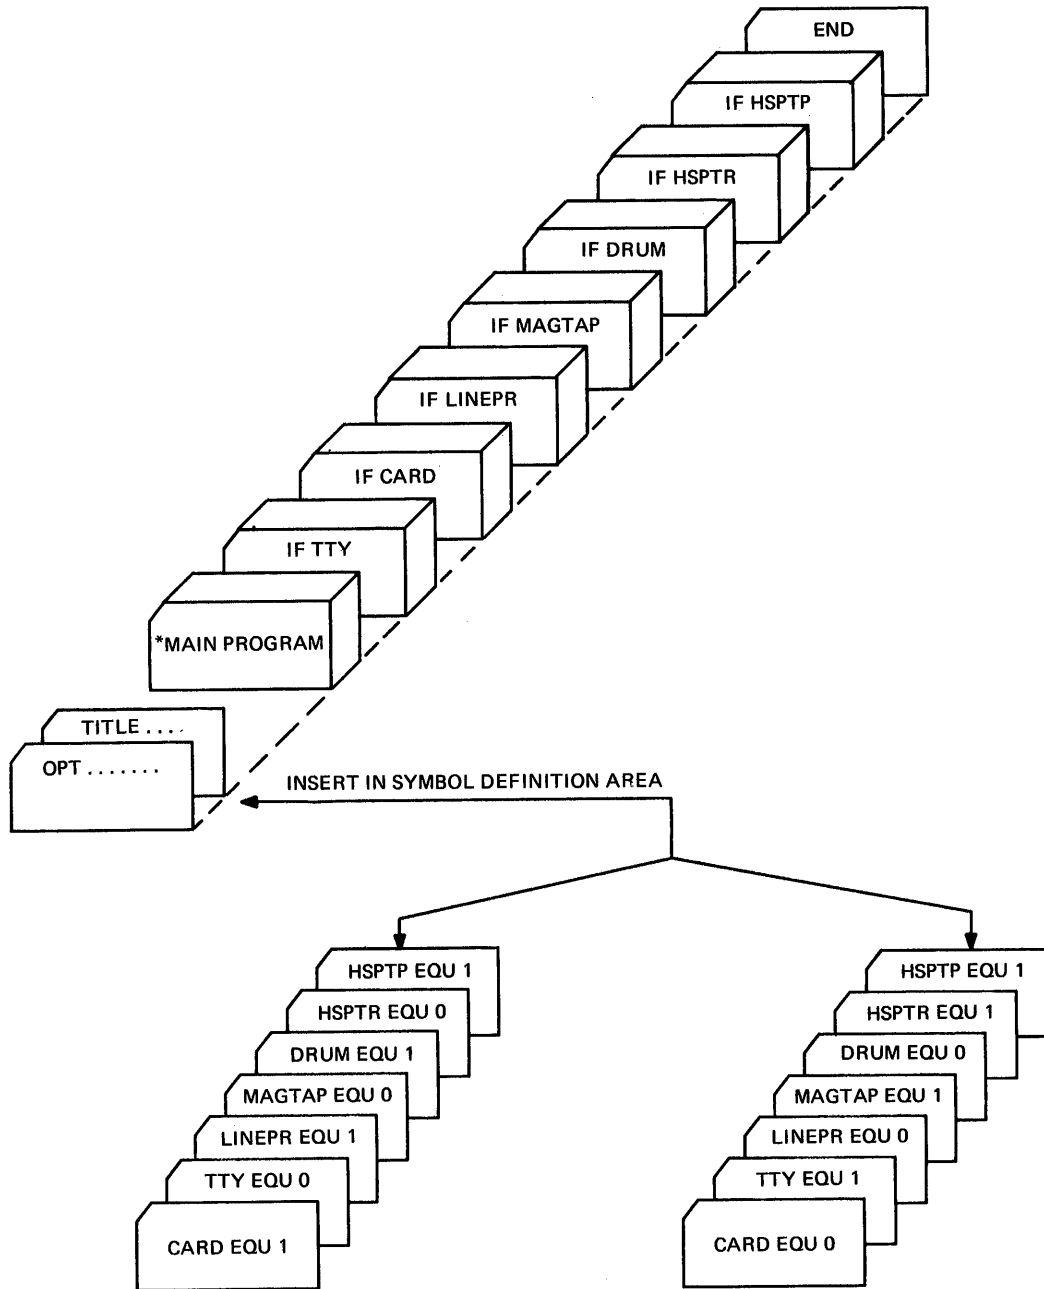 END
IF HSPTP
IF HSPTR
IF DRUM
IF MAGTAP
IF LINEPR
IF CARD
IF TTY
*MAIN PROGRAM
TITLE ....
OPT .......
INSERT IN SYMBOL DEFINITION AREA
HSPTP EQU 1
HSPTR EQU 0
DRUM EQU 1
MAGTAP EQU 0
LINEPR EQU 1
TTY EQU 0
CARD EQU 1
HSPTP EQU 1
HSPTR EQU 1
DRUM EQU 0
MAGTAP EQU 1
LINEPR EQU 0
TTY EQU 1
CARD EQU 0